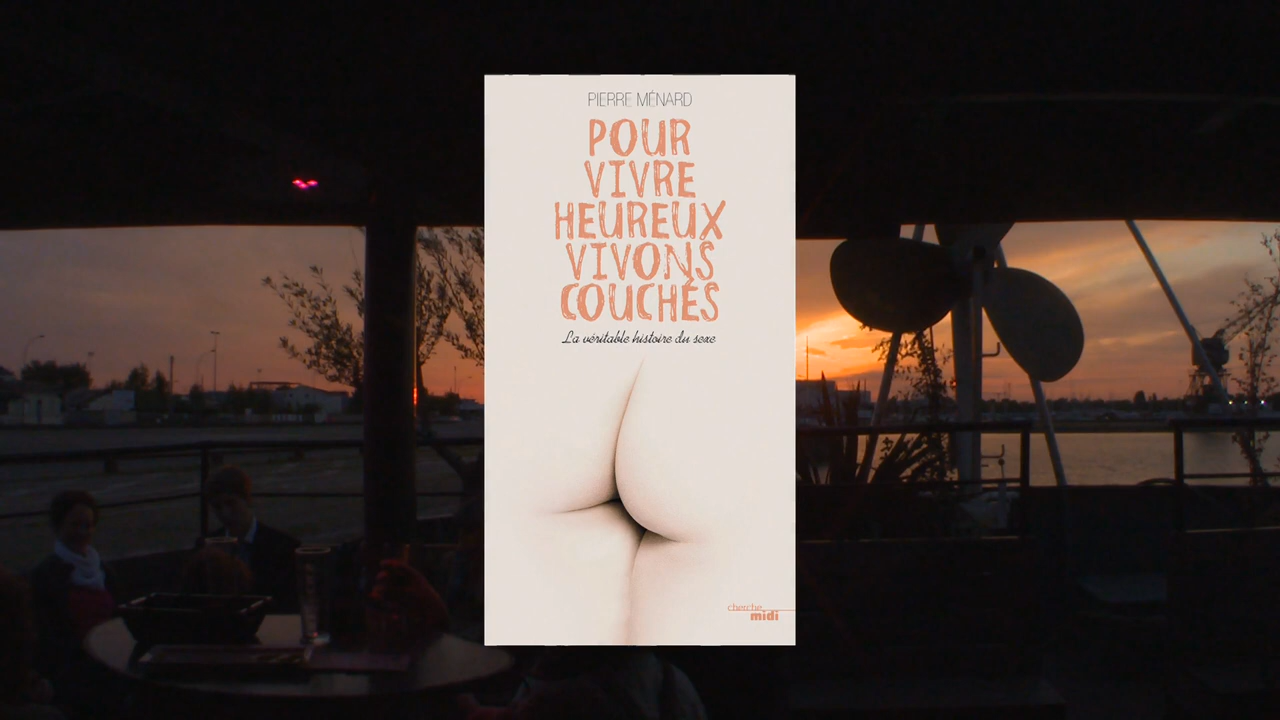 PIERRE MÉNARD
POUR
VIVRE
HEUREUX
VIVONS
COUCHÉS
La véritable histoire du sexe
cherche
midi